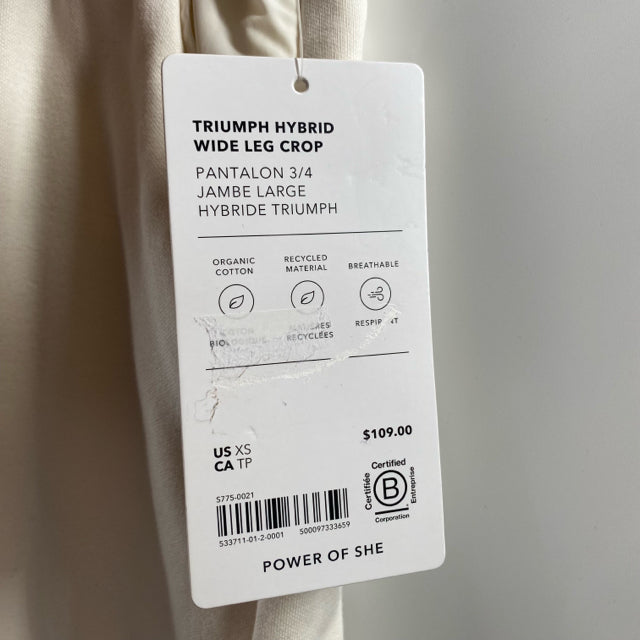 TRIUMPH HYBRID
WIDE LEG CROP
PANTALON 3/4
JAMBE LARGE
HYBRIDE TRIUMPH
ORGANIC
COTTON
RECYCLED
MATERIAL
BREATHABLE
RECYCLÉES
$109.00
US XS
CA TP
S775-0021
533711-01-2-0001 S00097333659
Certified
Certifiée
B
Entreprise
Corporation
POWER OF SHE